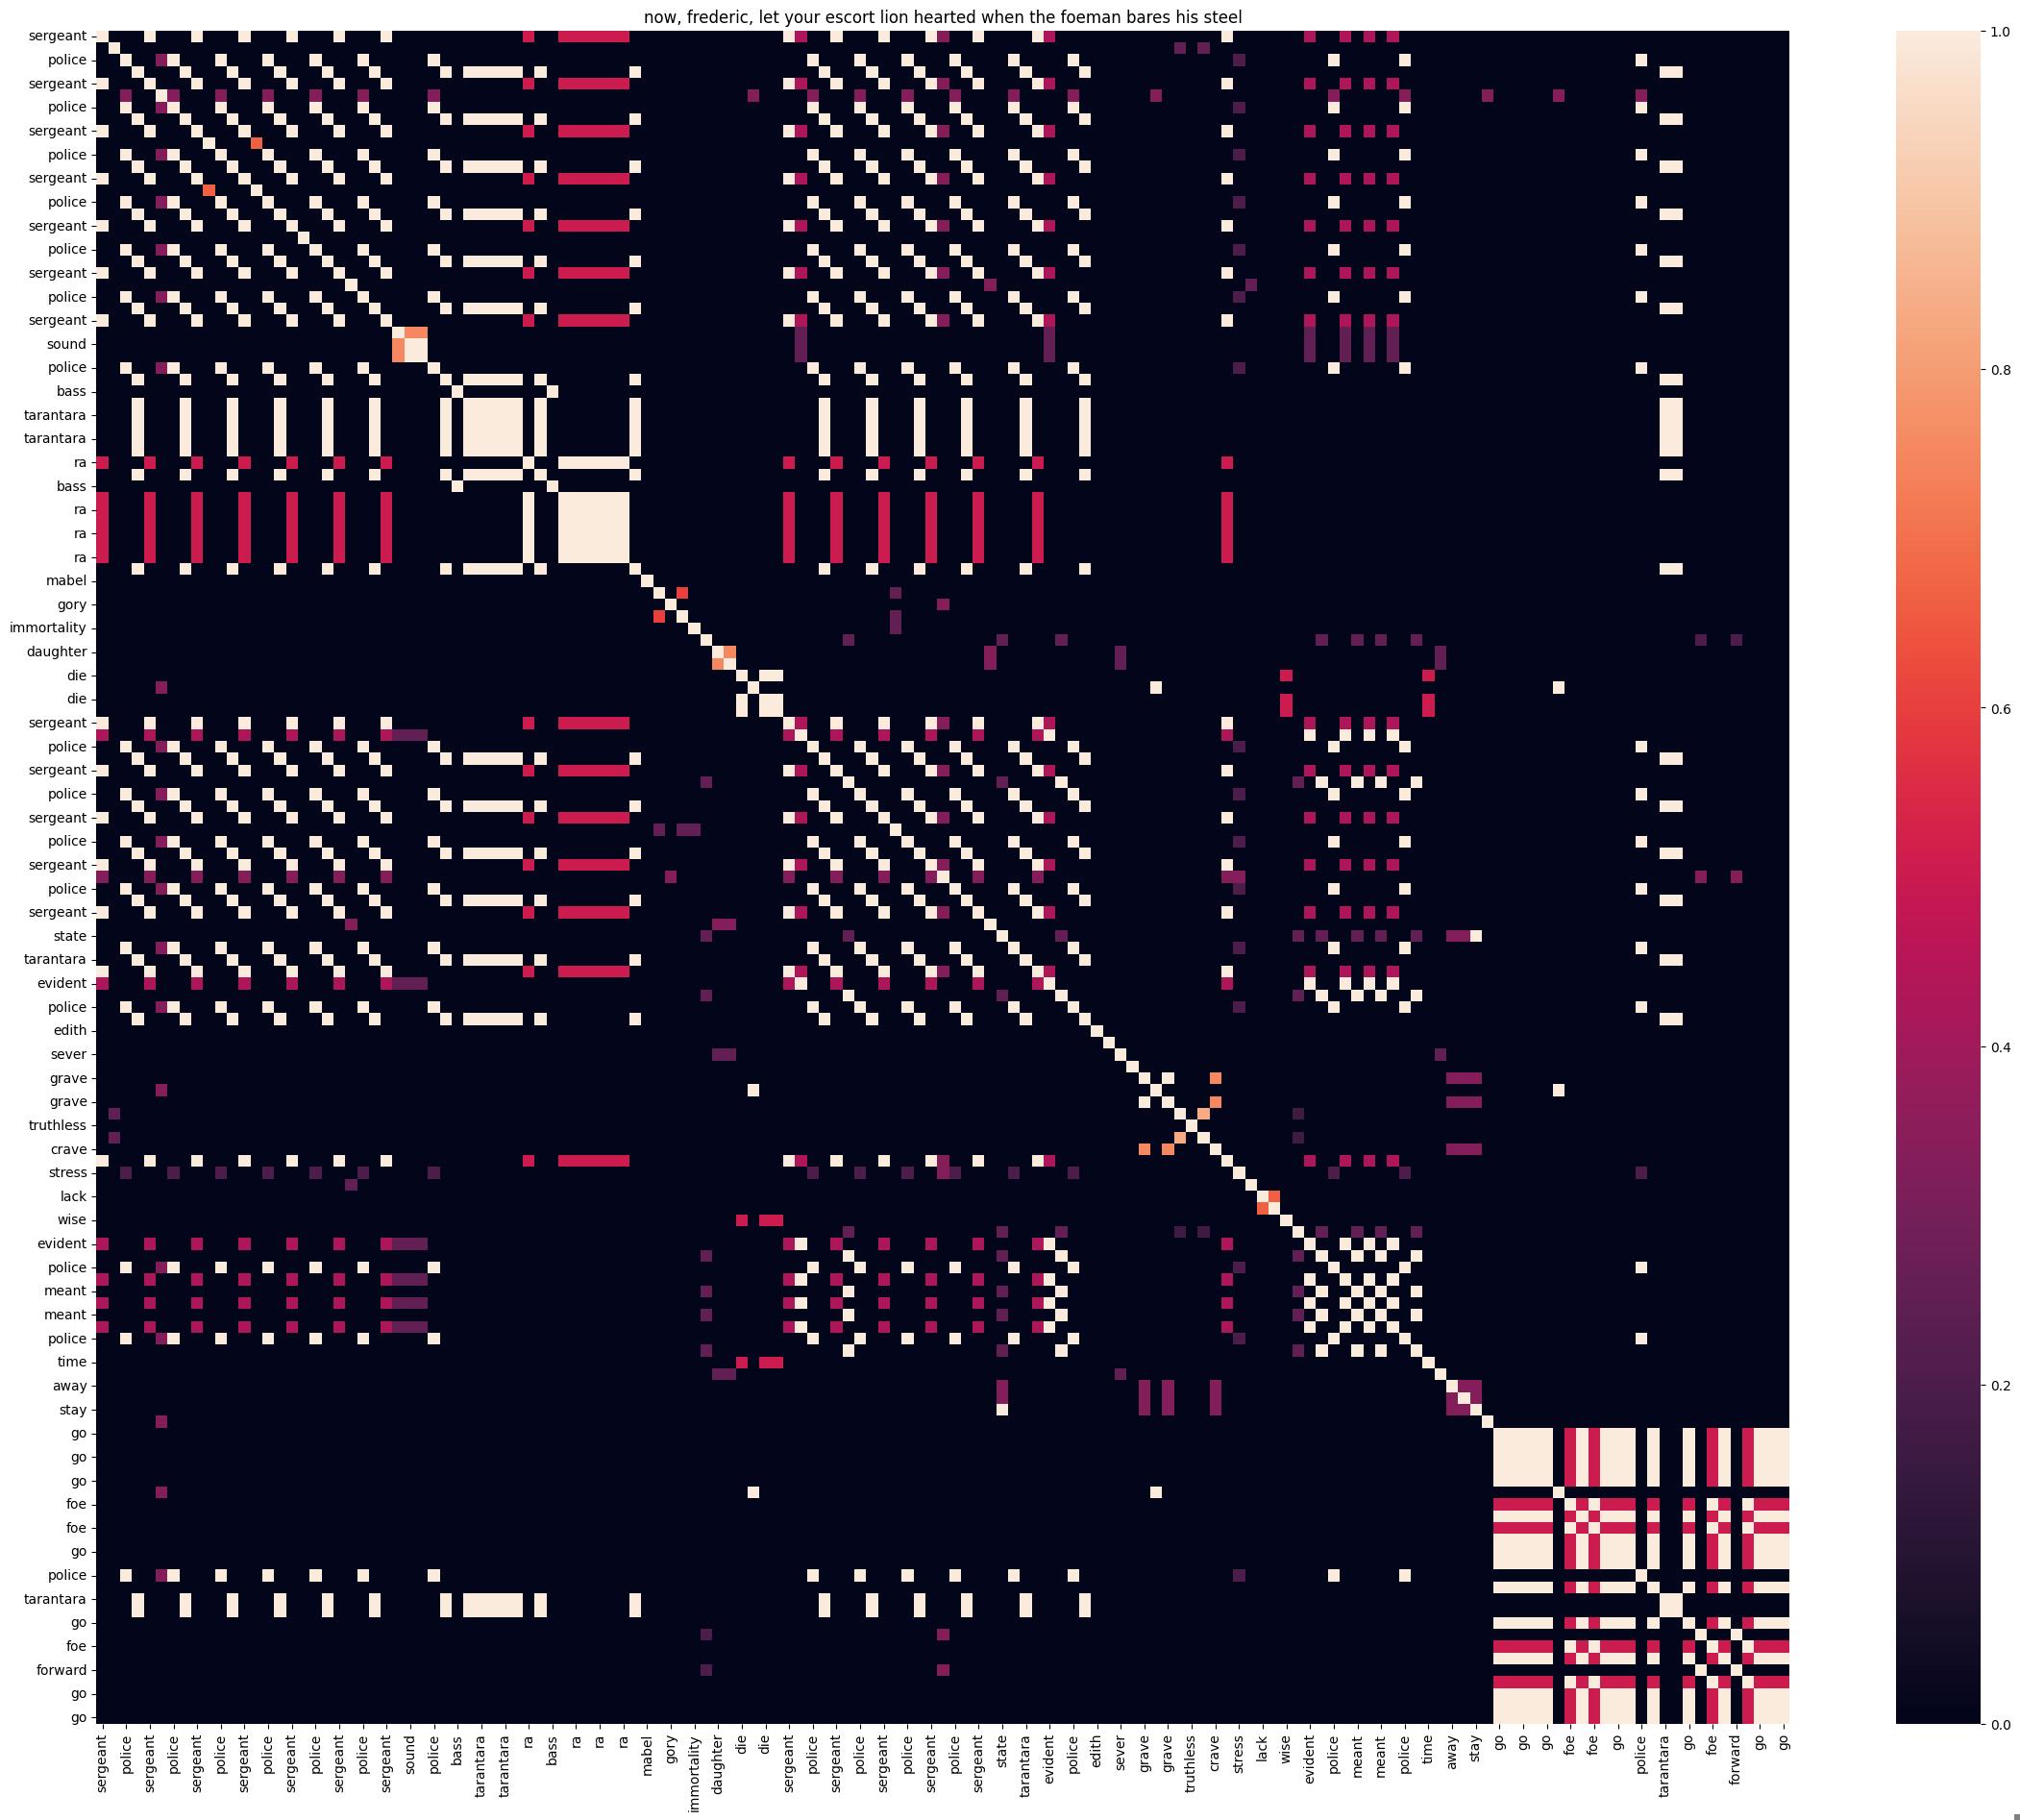 now, frederic, let your escort lion hearted when the foeman bares his steel
sergeant
police
sergeant
police
sergeant
police
sergeant
police
sergeant
police
sergeant
police
sergeant
sound
police
bass
tarantara
tarantara
ra
bass
ra
ra
ra
mabel
gory
immortality
daughter
die
die
sergeant
police
sergeant
police
sergeant
police
sergeant
police
sergeant
state
tarantara
evident
police
edith
sever
grave
grave
truthless
crave
stress
lack
wise
evident
police
meant
meant
police
time
away
stay
go
go
go
foe
foe
go
police
tarantara
go
foe
forward
go
go
1.0
0.8
0.6
0.4
0.2
0.0
sergeant police sergeant police sergeant police sergeant police sergeant police sergeant police sergeant sound police bass tarantara tarantara ra bass ra ra ra mabel gory immortality daughter die die sergeant police sergeant police sergeant police sergeant police sergeant state tarantara evident police edith sever grave grave truthless crave stress lack wise evident police meant meant police time away stay go go go foe foe go police tarantara go foe forward go go